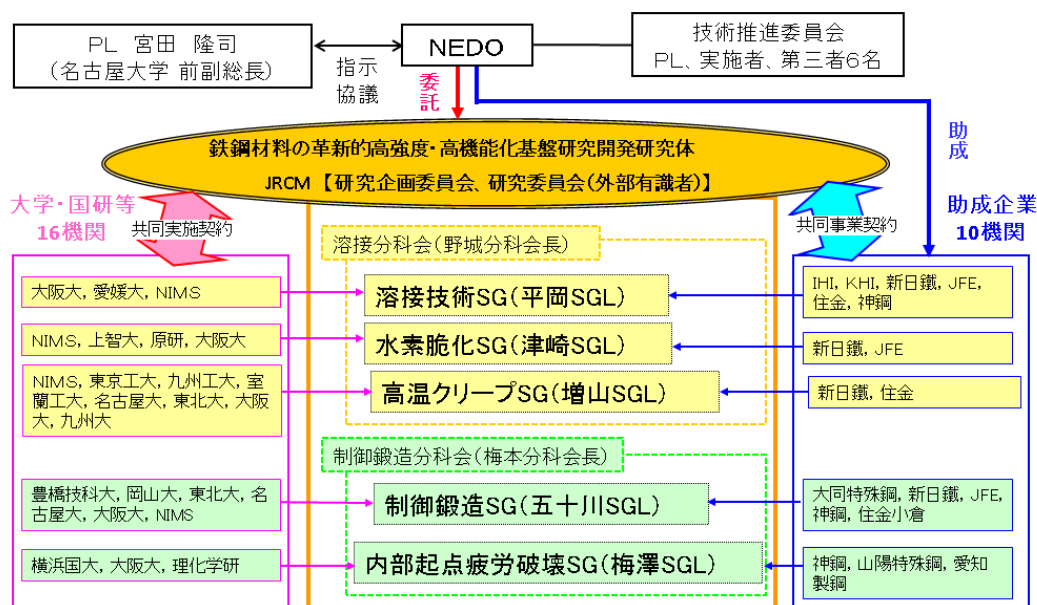 PL 宮田 隆司
(名古屋大学 前副総長)
指示
協議
NEDO
技術推進委員会
PL、実施者、第三者6名
委託
助成
鉄鋼材料の革新的高強度・高機能化基盤研究開発研究体
JRCM 【研究企画委員会、研究委員会(外部有識者)】
大学・国研等
16機関
共同実施契約
共同事業契約
助成企業
10機関
溶接分科会(野城分科会長)
大阪大, 愛媛大, NIMS
溶接技術SG(平岡SGL)
IHI, KHI, 新日鐵, JFE,
住金, 神鋼
NIMS, 上智大, 原研, 大阪大
水素脆化SG(津崎SGL)
新日鐵, JFE
NIMS, 東京工大, 九州工大, 室
蘭工大, 名古屋大, 東北大, 大阪
大, 九州大
高温クリープSG(増山SGL)
新日鐵, 住金
制御鍛造分科会(梅本分科会長)
豊橋技科大, 岡山大, 東北大, 名
古屋大, 大阪大, NIMS
制御鍛造SG(五十川SGL)
大同特殊鋼, 新日鐵, JFE,
神鋼, 住金小倉
横浜国大, 大阪大, 理化学研
内部起点疲労破壊SG(梅澤SGL)
神鋼, 山陽特殊鋼, 愛知
製鋼